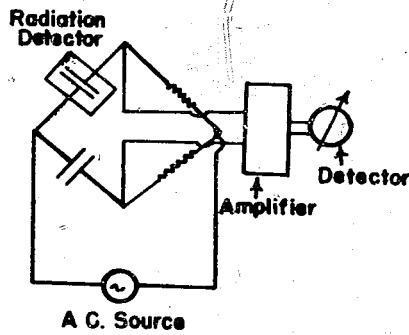 Radiation
Detector
Detector
Amplifier
A C. Source